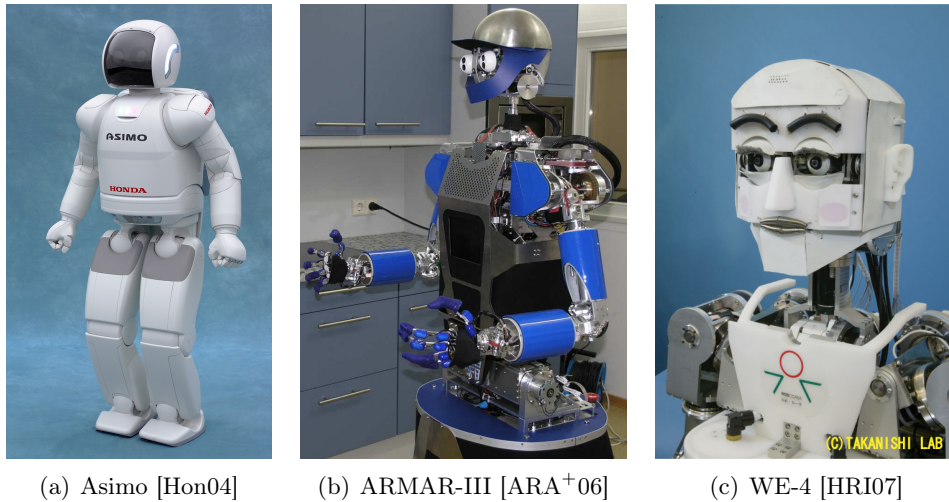 ASIMO
HONDA
(C)TAKANISHI LAB
(a) Asimo [Hon04]
(b) ARMAR-III [ARA+06]
(c) WE-4 [HRI07]